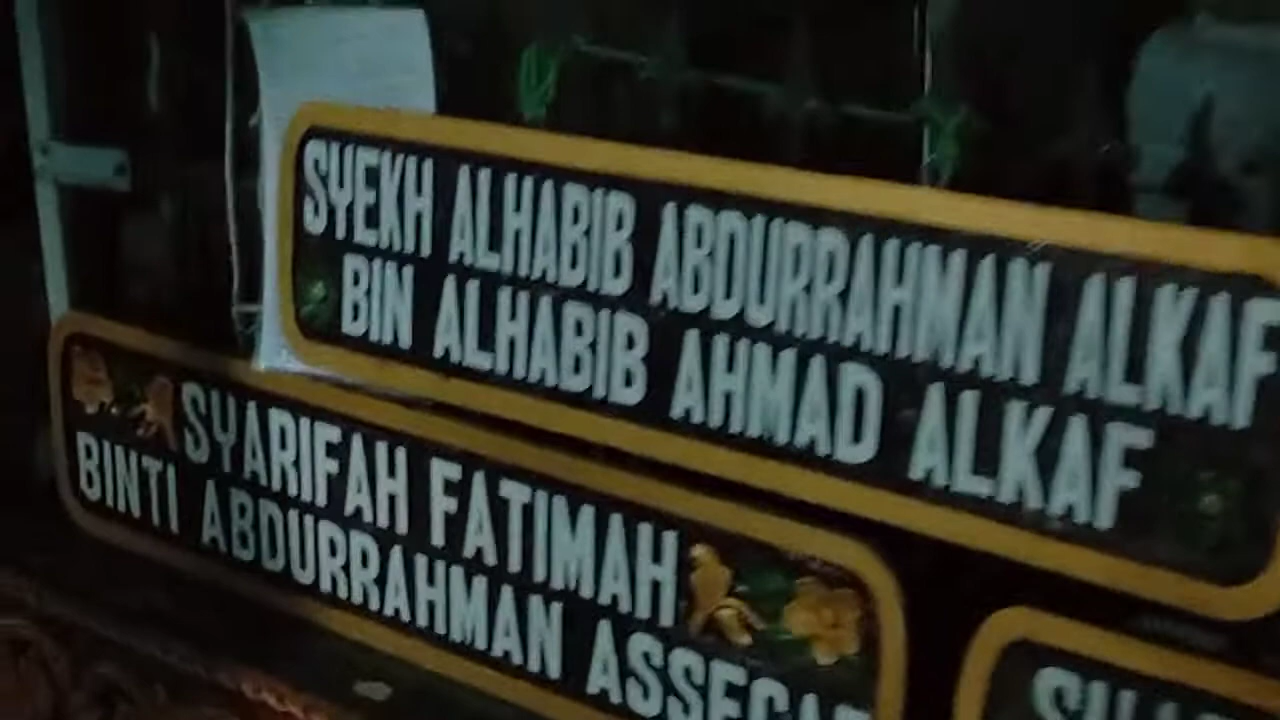 SYEKH ALHABIB ABDURRAHMAN ALKAF
BIN ALHABIB AHMAD ALKAF
SYARIFAH FATIMAH
BINTI ABDURRAHMAN